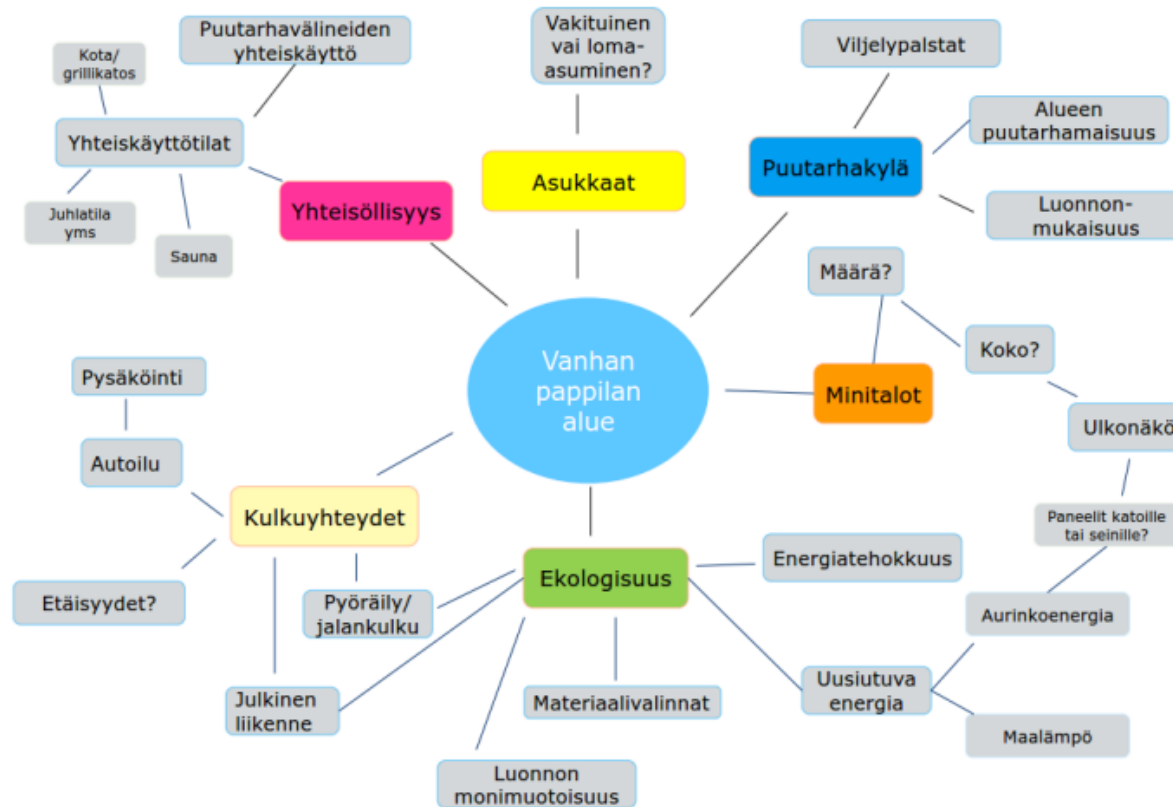 Kota/
grillikatos
Puutarhavälineiden
yhteiskäyttö
Vakituinen
vai loma-
asuminen?
Viljelypalstat
Yhteiskäyttötilat
Alueen
puutarhamaisuus
Asukkaat
Puutarhakylä
Yhteisöllisyys
Juhlatila
yms
Sauna
Luonnon-
mukaisuus
Määrä?
Koko?
Vanhan
pappilan
alue
Minitalot
Ulkonäkö
Pysäköinti
Autoilu
Kulkuyhteydet
Paneelit katoille
tai seinille?
Ekologisuus
Energiatehokkuus
Etäisyydet?
Pyöräily/
jalankulku
Aurinkoenergia
Julkinen
liikenne
Materiaalivalinnat
Uusiutuva
energia
Maalämpö
Luonnon
monimuotoisuus